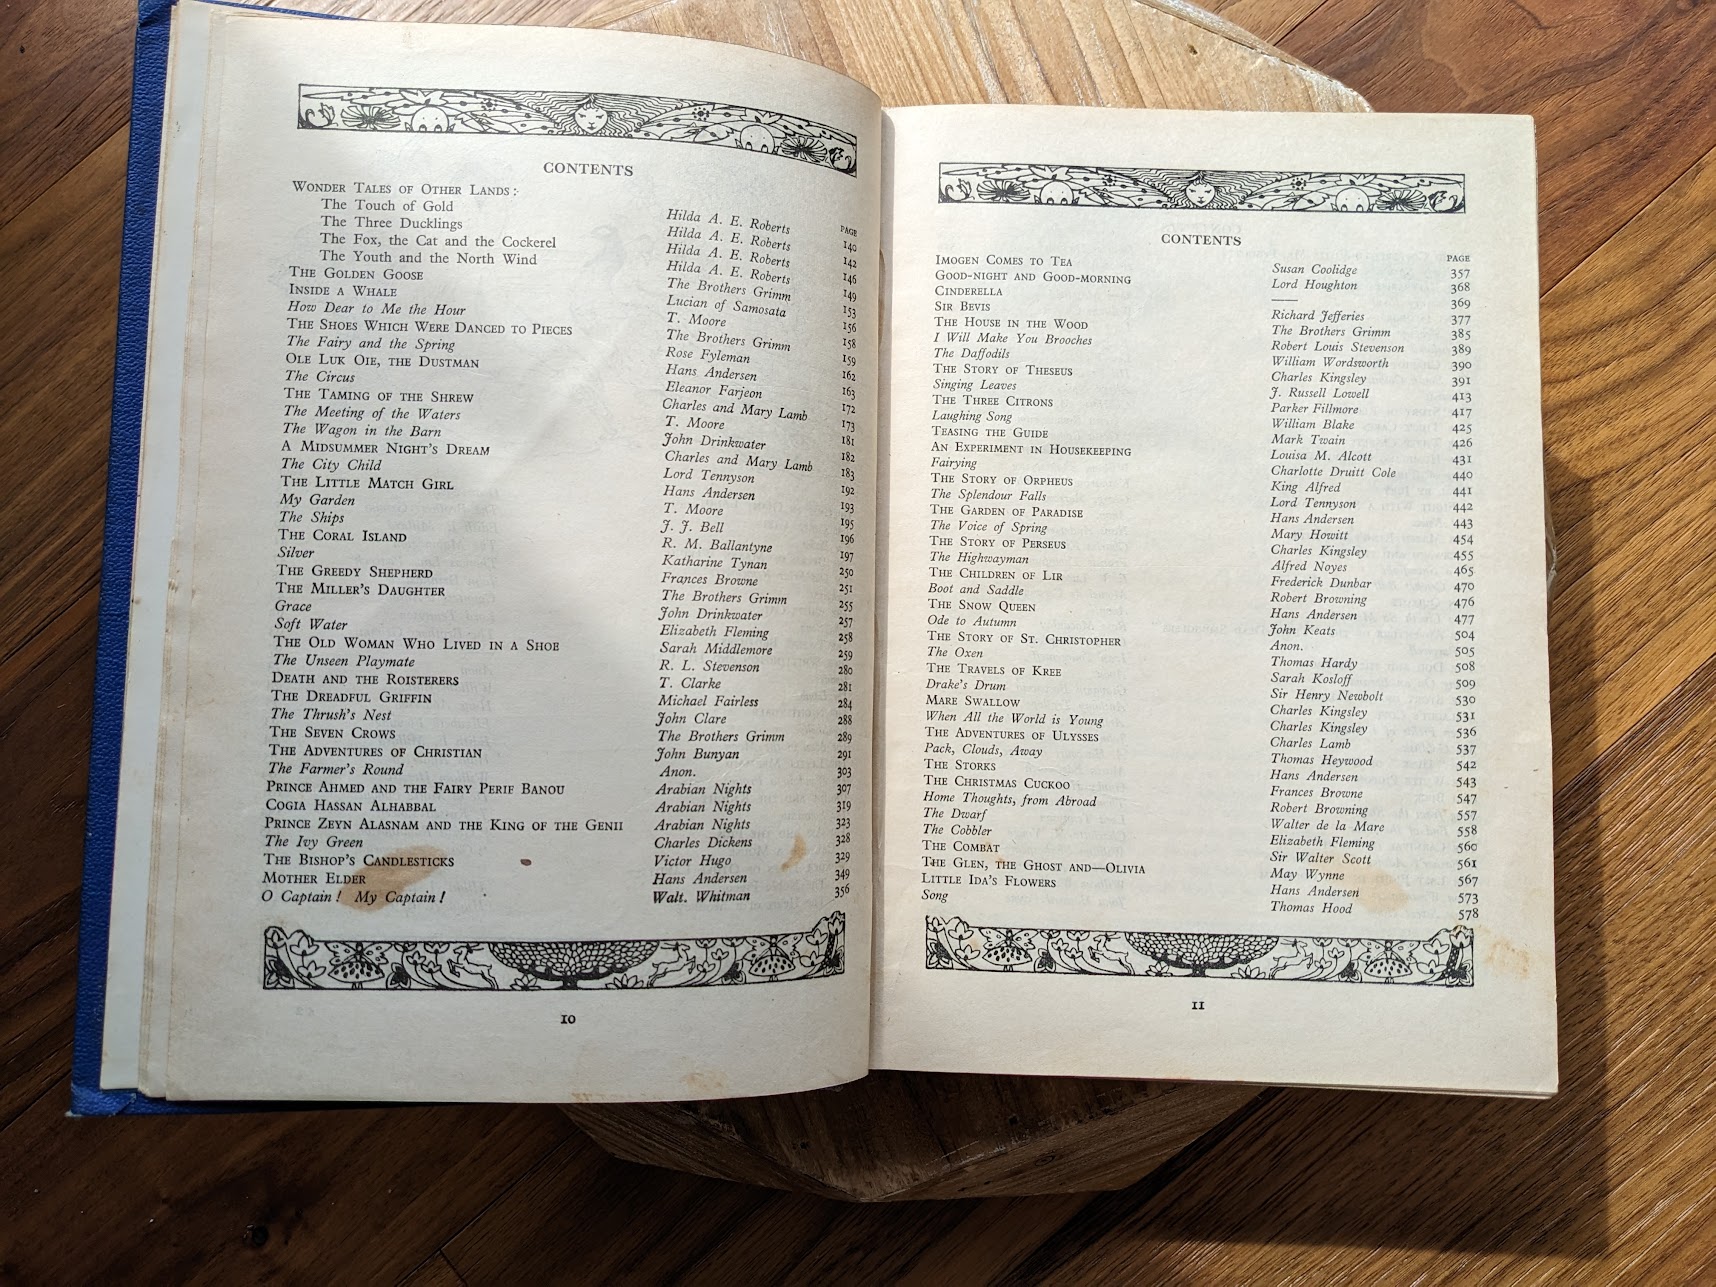 CONTENTS
PAGE
WONDER TALES OF OTHER LANDS:-
The Touch of Gold Hilda A. E. Roberts 140
The Three Ducklings Hilda A. E. Roberts 142
The Fox, the Cat and the Cockerel Hilda A. E. Roberts 146
The Youth and the North Wind Hilda A. E. Roberts 149
THE GOLDEN GOOSE The Brothers Grimm 153
INSIDE A WHALE Lucian of Samosata 156
How Dear to Me the Hour T. Moore 158
THE SHOES WHICH WERE DANCED TO PIECES The Brothers Grimm 159
The Fairy and the Spring Rose Fyleman 162
OLE LUK OIE, THE DUSTMAN Hans Andersen 163
The Circus Eleanor Farjeon 172
THE TAMING OF THE SHREW Charles and Mary Lamb 173
The Meeting of the Waters T. Moore 181
The Wagon in the Barn John Drinkwater 182
A MIDSUMMER NIGHT'S DREAM Charles and Mary Lamb 183
The City Child Lord Tennyson 192
THE LITTLE MATCH GIRL Hans Andersen 193
My Garden T. Moore 195
The Ships J. J. Bell 196
THE CORAL ISLAND R. M. Ballantyne 197
Silver Katharine Tynan 250
THE GREEDY SHEPHERD Frances Browne 251
THE MILLER'S DAUGHTER The Brothers Grimm 255
Grace John Drinkwater 257
Soft Water Elizabeth Fleming 258
THE OLD WOMAN WHO LIVED IN A SHOE Sarah Middlemore 259
The Unseen Playmate R. L. Stevenson 280
DEATH AND THE ROISTERERS T. Clarke 281
THE DREADFUL GRIFFIN Michael Fairless 284
The Thrush's Nest John Clare 288
THE SEVEN CROWS The Brothers Grimm 289
THE ADVENTURES OF CHRISTIAN John Bunyan 291
The Farmer's Round Anon. 303
PRINCE AHMED AND THE FAIRY PERIE BANOU Arabian Nights 307
COGIA HASSAN ALHABBAL Arabian Nights 319
PRINCE ZEYN ALASNAM AND THE KING OF THE GENII Arabian Nights 323
The Ivy Green Charles Dickens 328
THE BISHOP'S CANDLESTICKS Victor Hugo 329
MOTHER ELDER Hans Andersen 349
O Captain! My Captain! Walt. Whitman 356
10
CONTENTS
PAGE
IMOGEN COMES TO TEA Susan Coolidge 357
GOOD-NIGHT AND GOOD-MORNING Lord Houghton 368
CINDERELLA —— 369
SIR BEVIS Richard Jefferies 377
THE HOUSE IN THE WOOD The Brothers Grimm 385
I Will Make You Brooches Robert Louis Stevenson 389
The Daffodils William Wordsworth 390
THE STORY OF THESEUS Charles Kingsley 391
Singing Leaves J. Russell Lowell 413
THE THREE CITRONS Parker Fillmore 417
Laughing Song William Blake 425
TEASING THE GUIDE Mark Twain 426
AN EXPERIMENT IN HOUSEKEEPING Louisa M. Alcott 431
Fairying Charlotte Druitt Cole 440
THE STORY OF ORPHEUS King Alfred 441
The Splendour Falls Lord Tennyson 442
THE GARDEN OF PARADISE Hans Andersen 443
The Voice of Spring Mary Howitt 454
THE STORY OF PERSEUS Charles Kingsley 455
The Highwayman Alfred Noyes 465
THE CHILDREN OF LIR Frederick Dunbar 470
Boot and Saddle Robert Browning 476
THE SNOW QUEEN Hans Andersen 477
Ode to Autumn John Keats 504
THE STORY OF ST. CHRISTOPHER Anon. 505
The Oxen Thomas Hardy 508
THE TRAVELS OF KREE Sarah Kosloff 509
Drake's Drum Sir Henry Newbolt 530
MARE SWALLOW Charles Kingsley 531
When All the World is Young Charles Kingsley 536
THE ADVENTURES OF ULYSSES Charles Lamb 537
Pack, Clouds, Away Thomas Heywood 542
THE STORKS Hans Andersen 543
THE CHRISTMAS CUCKOO Frances Browne 547
Home Thoughts, from Abroad Robert Browning 557
The Dwarf Walter de la Mare 558
The Cobbler Elizabeth Fleming 560
THE COMBAT Sir Walter Scott 561
THE GLEN, THE GHOST AND—OLIVIA May Wynne 567
LITTLE IDA'S FLOWERS Hans Andersen 573
Song Thomas Hood 578
11